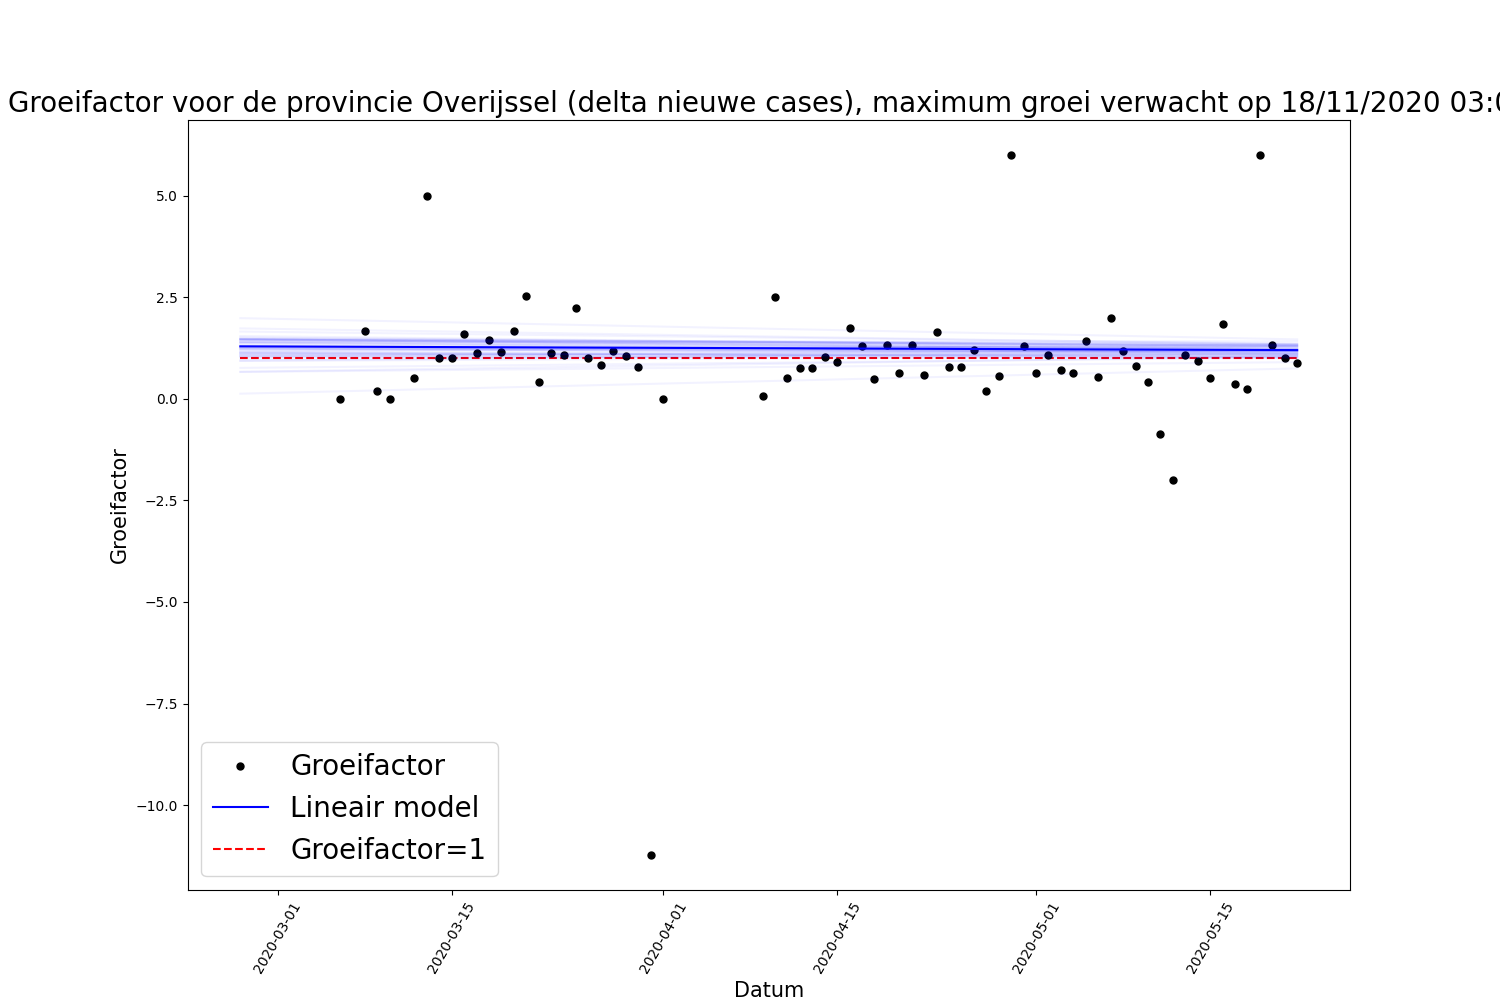 Groeifactor voor de provincie Overijssel (delta nieuwe cases), maximum groei verwacht op 18/11/2020 03:0
5.0
2.5
0.0
−2.5
−5.0
−7.5
−10.0
Groeifactor
Groeifactor
Lineair model
Groeifactor=1
2020-03-01
2020-03-15
2020-04-01
2020-04-15
2020-05-01
2020-05-15
Datum